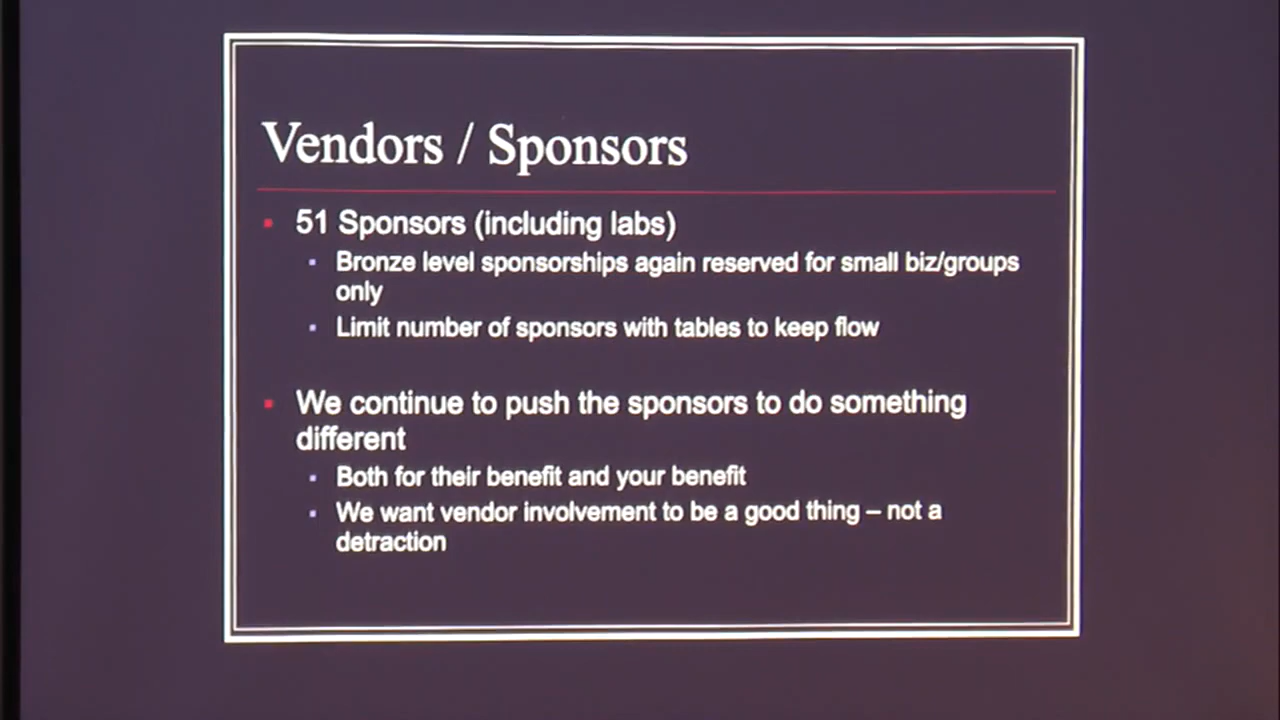 Vendors / Sponsors
51 Sponsors (including labs)
Bronze level sponsorships again reserved for small biz/groups
only
Limit number of sponsors with tables to keep flow
We continue to push the sponsors to do something
different
Both for their benefit and your benefit
We want vendor involvement to be a good thing – not a
detraction